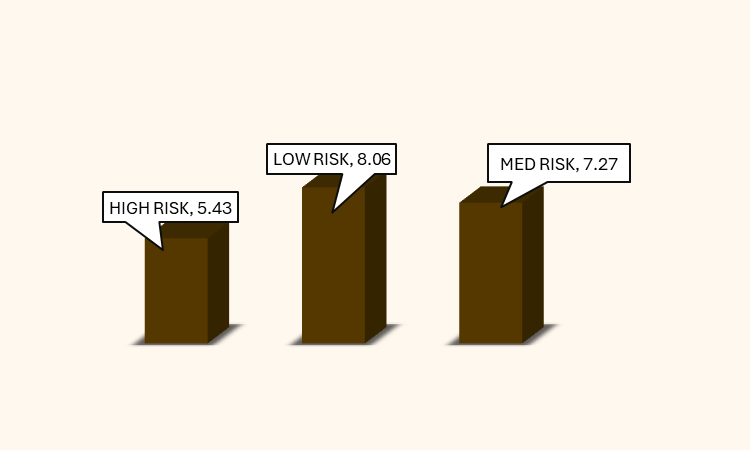 HIGH RISK, 5.43
LOW RISK, 8.06
MED RISK, 7.27